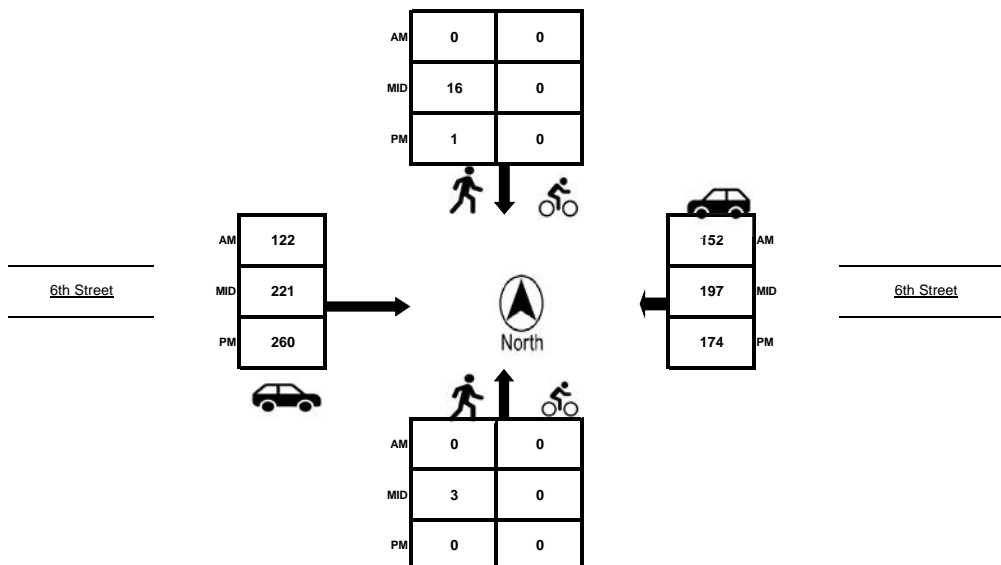 AM 0 0
MID 16 0
PM 1 0
AM 122
MID 221
PM 260
152 AM
197 MID
174 PM
6th Street
6th Street
North
AM 0 0
MID 3 0
PM 0 0